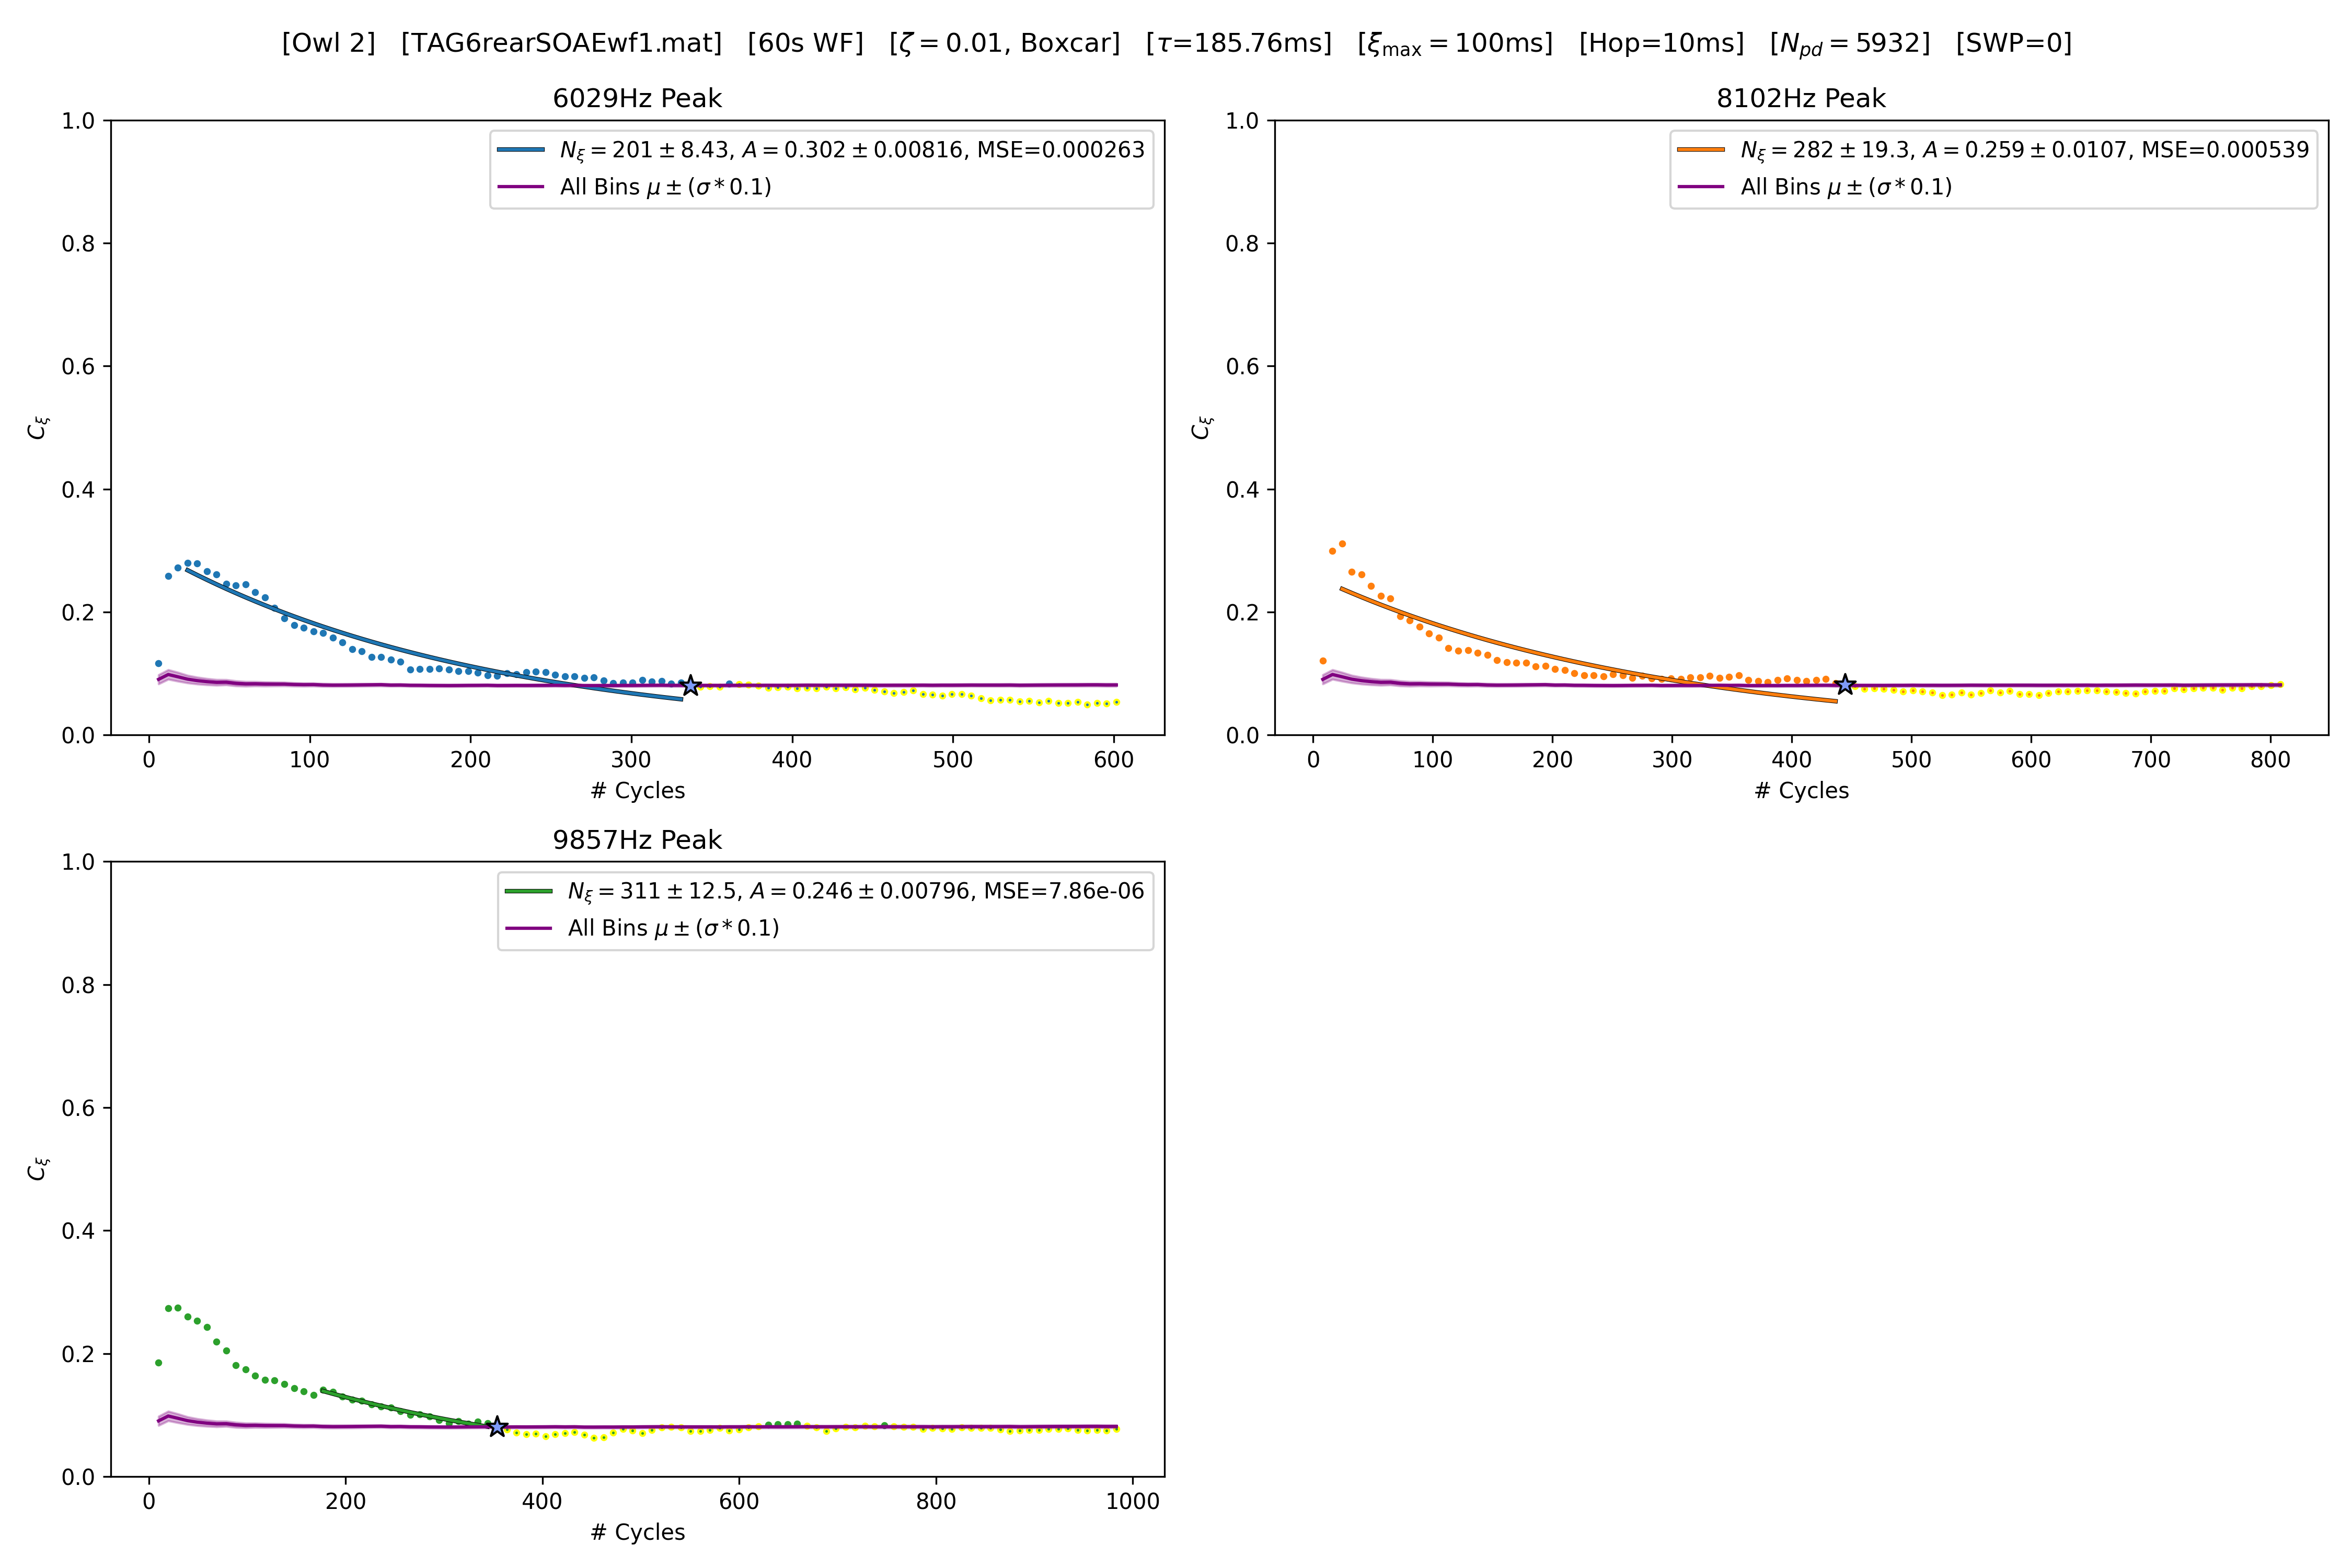 [Owl 2] [TAG6rearSOAEwf1.mat] [60s WF] [ζ = 0.01, Boxcar] [τ=185.76ms] [ξmax = 100ms] [Hop=10ms] [Npd = 5932] [SWP=0]
6029Hz Peak
Nξ = 201 ± 8.43, A = 0.302 ± 0.00816, MSE=0.000263
All Bins μ ± (σ * 0.1)
1.0
0.8
0.6
0.4
0.2
0.0
Cξ
0 100 200 300 400 500 600
# Cycles
8102Hz Peak
Nξ = 282 ± 19.3, A = 0.259 ± 0.0107, MSE=0.000539
All Bins μ ± (σ * 0.1)
1.0
0.8
0.6
0.4
0.2
0.0
Cξ
0 100 200 300 400 500 600 700 800
# Cycles
9857Hz Peak
Nξ = 311 ± 12.5, A = 0.246 ± 0.00796, MSE=7.86e-06
All Bins μ ± (σ * 0.1)
1.0
0.8
0.6
0.4
0.2
0.0
Cξ
0 200 400 600 800 1000
# Cycles